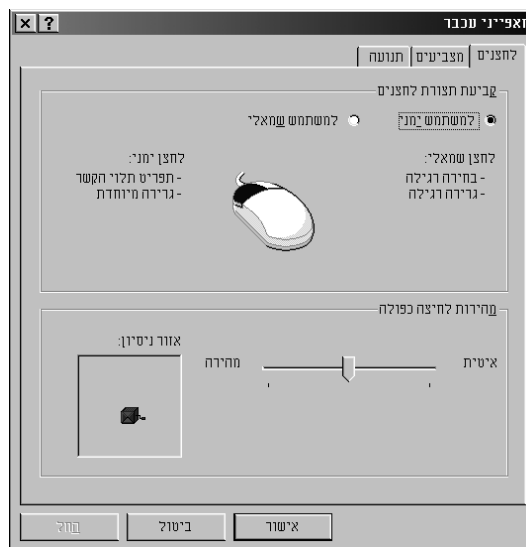 מאפייני עכבר
לחצנים
מצביעים
תנועה
קביעת תצורת לחצנים
למשתמש ימני
למשתמש שמאלי
לחצן שמאלי:
- בחירה רגילה
- גרירה רגילה
לחצן ימני:
- תפריט תלוי הקשר
- גרירה מיוחדת
מהירות לחיצה כפולה
איטית
מהירה
אזור ניסיון:
אישור
ביטול
החל